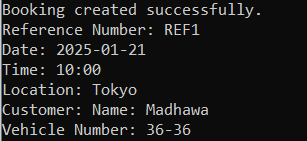 Booking created successfully.
Reference Number: REF1
Date: 2025-01-21
Time: 10:00
Location: Tokyo
Customer: Name: Madhawa
Vehicle Number: 36-36